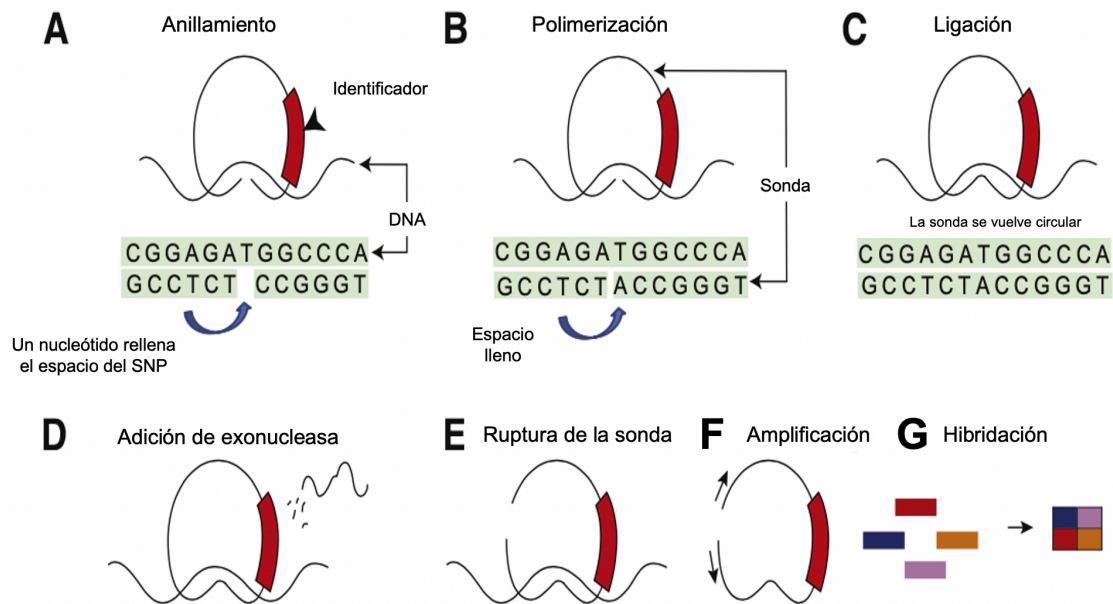 A Anillamiento
Identificador
DNA
CGGAGATGGCCCA
GCCTCT CCGGGT
Un nucleótido rellena
el espacio del SNP
B Polimerización
Sonda
CGGAGATGGCCCA
GCCTCTACCGGGT
Espacio
lleno
C Ligación
La sonda se vuelve circular
CGGAGATGGCCCA
GCCTCTACCGGGT
D Adición de exonucleasa
E Ruptura de la sonda
F Amplificación
G Hibridación